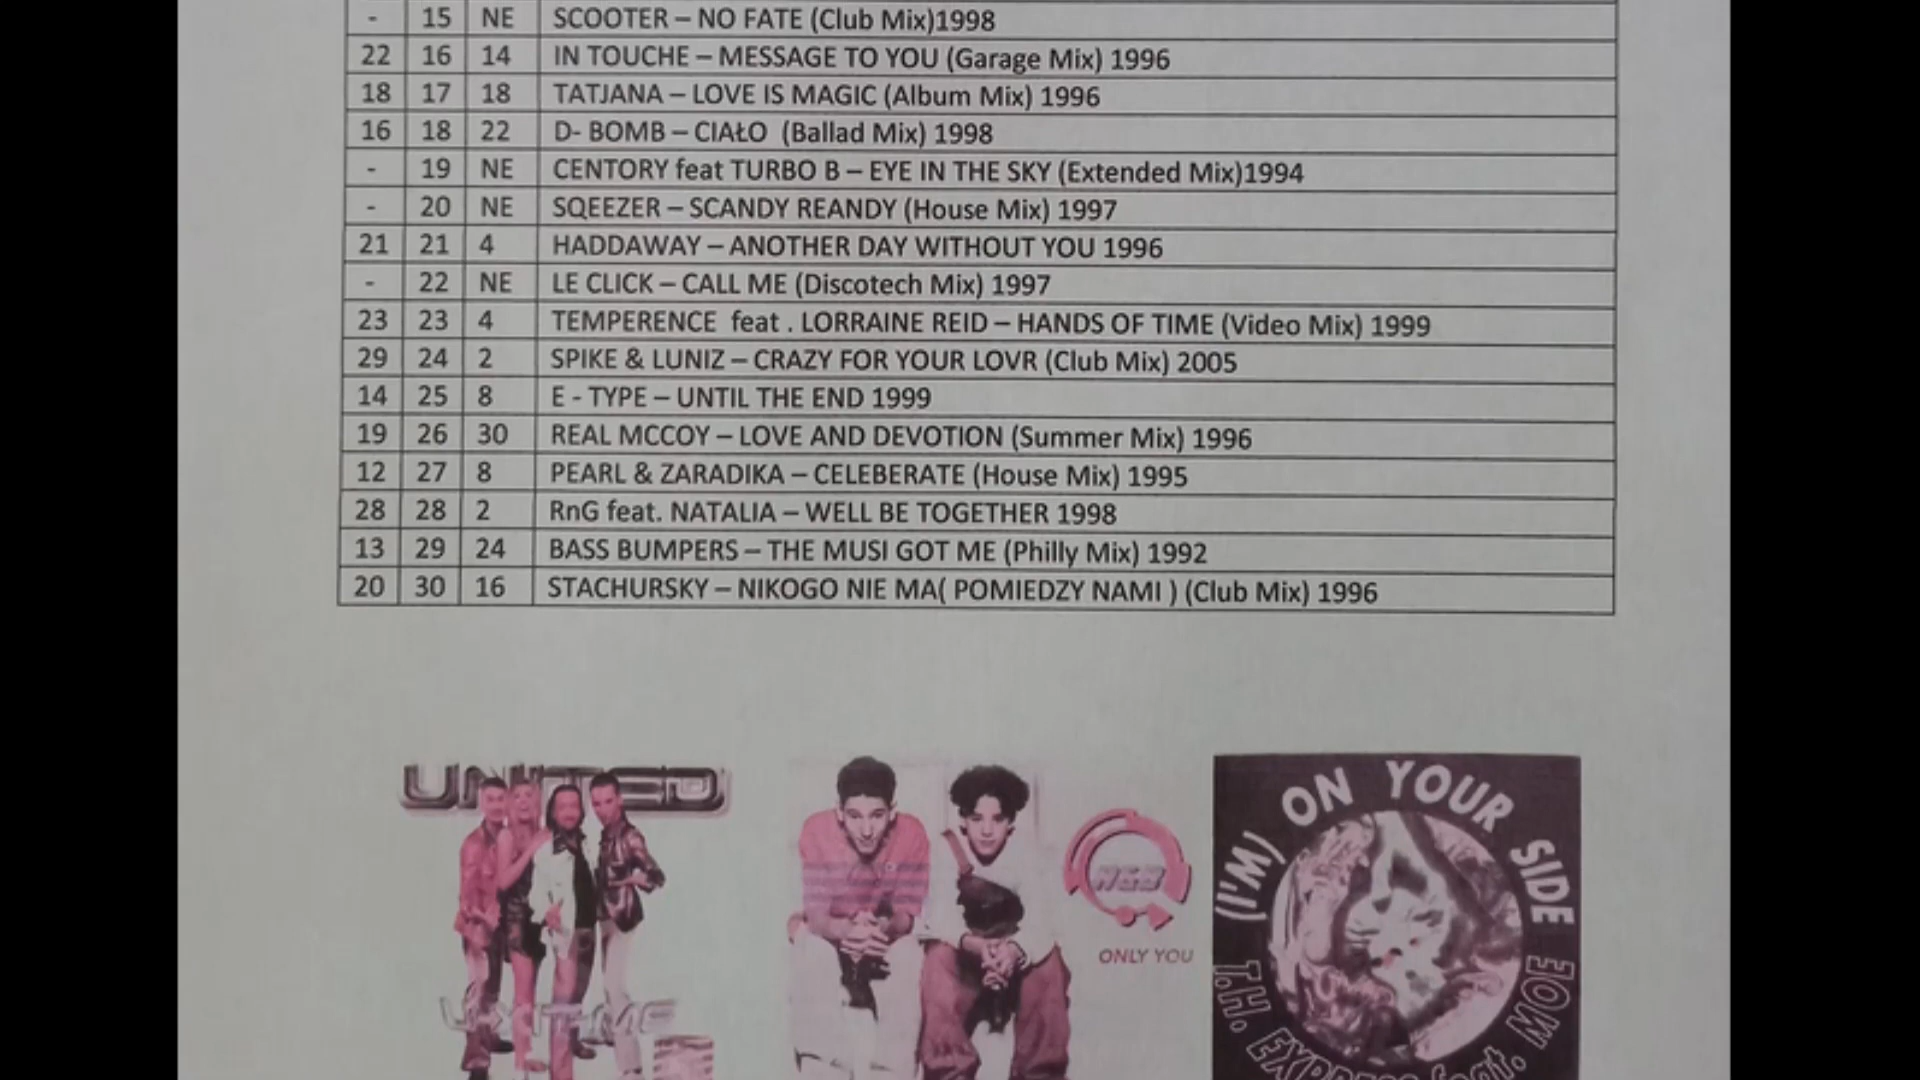 - 15 NE SCOOTER – NO FATE (Club Mix)1998
22 16 14 IN TOUCHE – MESSAGE TO YOU (Garage Mix) 1996
18 17 18 TATJANA – LOVE IS MAGIC (Album Mix) 1996
16 18 22 D- BOMB – CIAŁO (Ballad Mix) 1998
- 19 NE CENTORY feat TURBO B – EYE IN THE SKY (Extended Mix)1994
- 20 NE SQEEZER – SCANDY REANDY (House Mix) 1997
21 21 4 HADDAWAY – ANOTHER DAY WITHOUT YOU 1996
- 22 NE LE CLICK – CALL ME (Discotech Mix) 1997
23 23 4 TEMPERENCE feat . LORRAINE REID – HANDS OF TIME (Video Mix) 1999
29 24 2 SPIKE & LUNIZ – CRAZY FOR YOUR LOVR (Club Mix) 2005
14 25 8 E - TYPE – UNTIL THE END 1999
19 26 30 REAL MCCOY – LOVE AND DEVOTION (Summer Mix) 1996
12 27 8 PEARL & ZARADIKA – CELEBERATE (House Mix) 1995
28 28 2 RnG feat. NATALIA – WELL BE TOGETHER 1998
13 29 24 BASS BUMPERS – THE MUSI GOT ME (Philly Mix) 1992
20 30 16 STACHURSKY – NIKOGO NIE MA( POMIEDZY NAMI ) (Club Mix) 1996
UNITED
ONLY YOU
(I'M) ON YOUR SIDE
T.H. EXPRESS feat. MOE